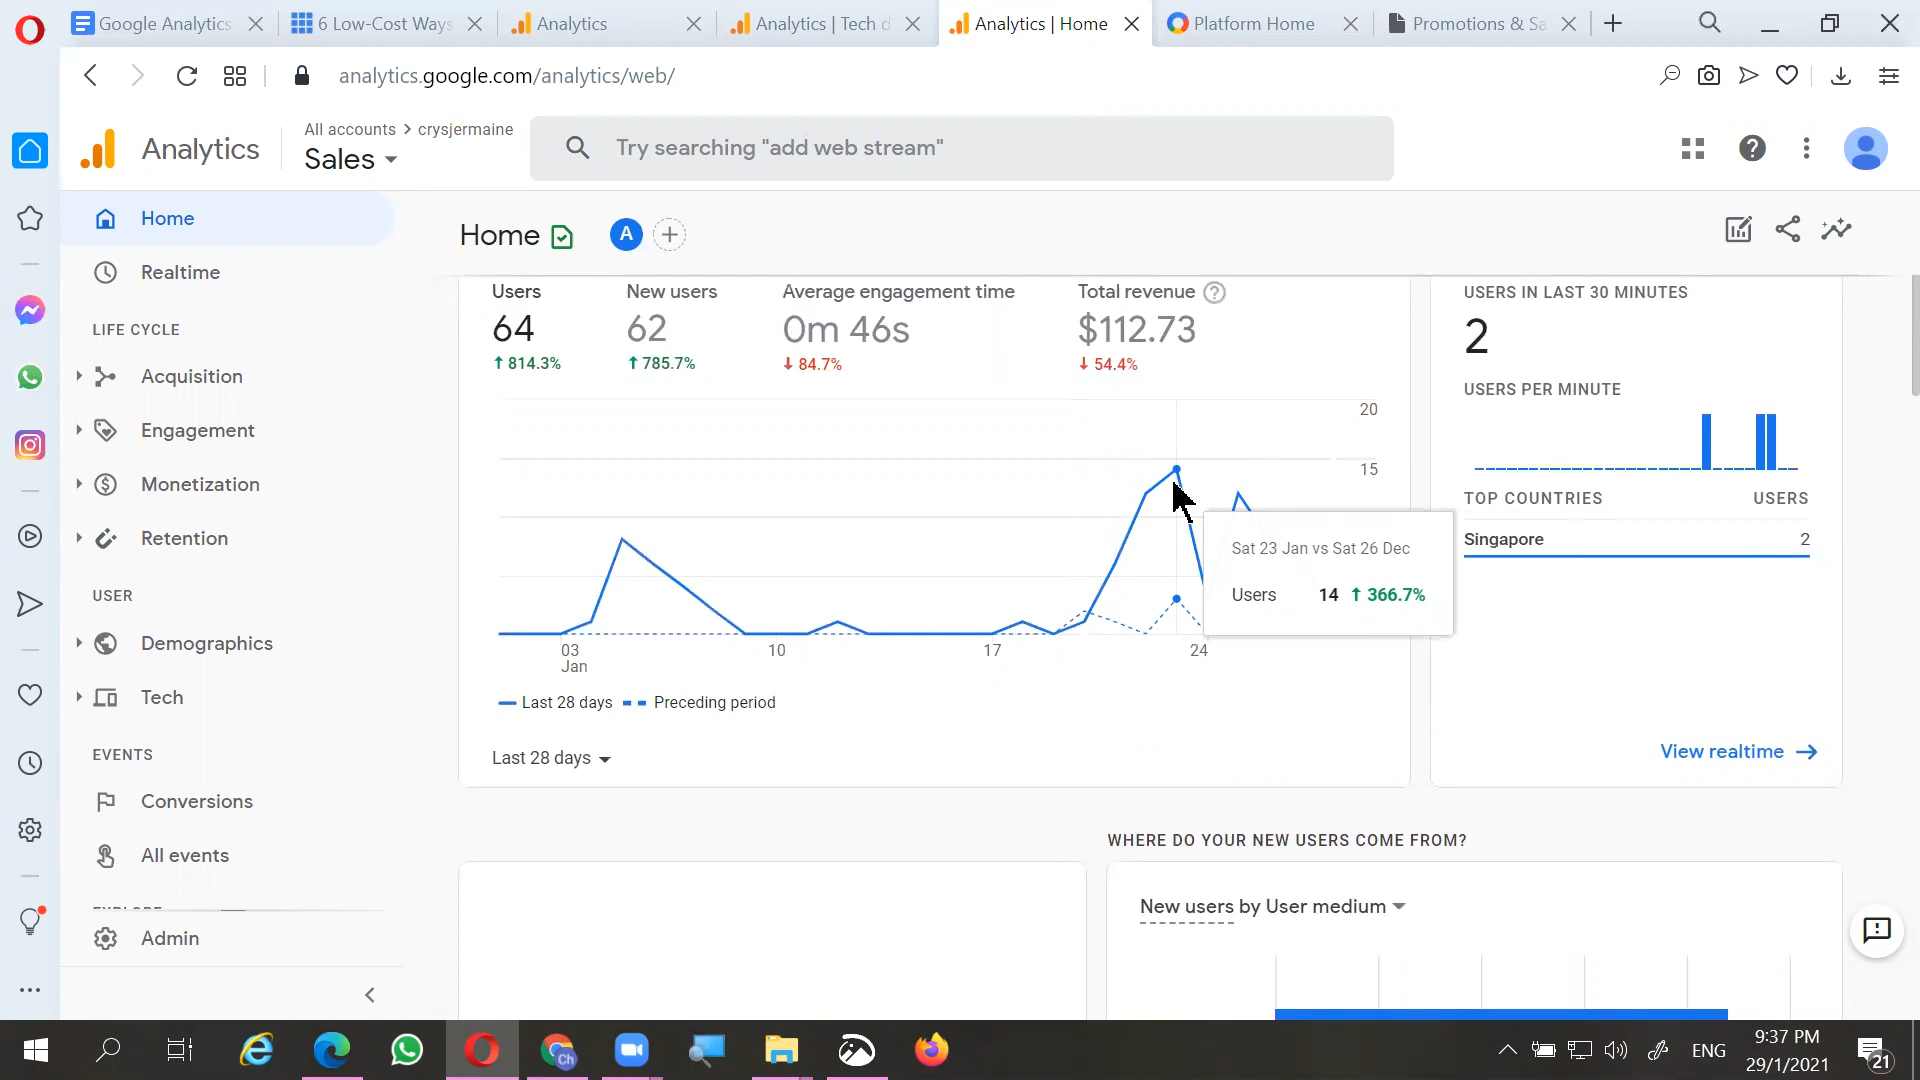 Google Analytics
6 Low-Cost Ways
Analytics
Analytics | Tech d
Analytics | Home
Platform Home
Promotions & Sa
analytics.google.com/analytics/web/
Analytics
All accounts > crysjermaine
Sales
Try searching "add web stream"
Home
Realtime
LIFE CYCLE
Acquisition
Engagement
Monetization
Retention
USER
Demographics
Tech
EVENTS
Conversions
All events
Admin
Home
A
Users
64
814.3%
New users
62
785.7%
Average engagement time
0m 46s
84.7%
Total revenue
$112.73
54.4%
20
15
Sat 23 Jan vs Sat 26 Dec
Users 14 366.7%
03 10 17 24
Jan
Last 28 days Preceding period
Last 28 days
USERS IN LAST 30 MINUTES
2
USERS PER MINUTE
TOP COUNTRIES USERS
Singapore 2
View realtime
WHERE DO YOUR NEW USERS COME FROM?
New users by User medium
Ch
ENG
9:37 PM
29/1/2021
21